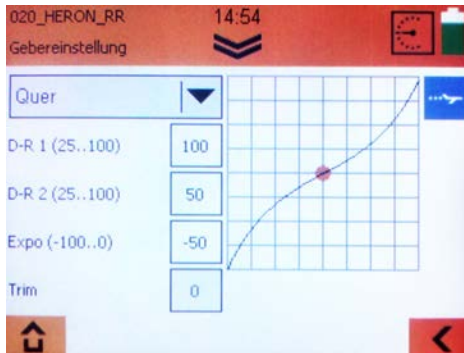 020_HERON_RR 14:54
Gebereinstellung
Quer
D-R 1 (25..100) 100
D-R 2 (25..100) 50
Expo (-100..0) -50
Trim 0